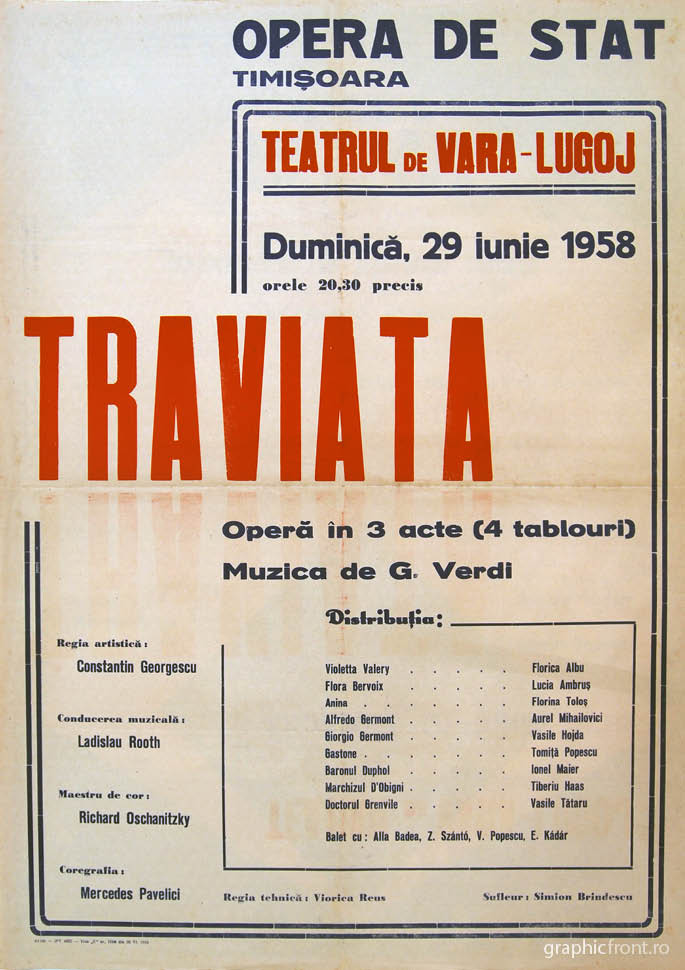 OPERA DE STAT
TIMIȘOARA
TEATRUL DE VARA-LUGOJ
Duminică, 29 iunie 1958
orele 20,30 precis
TRAVIATA
Operă în 3 acte (4 tablouri)
Muzica de G. Verdi
Distribuția:
Regia artistică:
Constantin Georgescu
Conducerea muzicală:
Ladislau Rooth
Maestru de cor:
Richard Oschanitzky
Coregrafia:
Mercedes Pavelici
Violetta Valery . . . . . Florica Albu
Flora Bervoix . . . . . Lucia Ambruș
Anina . . . . . . Florina Toloș
Alfredo Germont . . . . . Aurel Mihailovici
Giorgio Germont . . . . . Vasile Hojda
Gastone . . . . . . Tomiță Popescu
Baronul Duphol . . . . . Ionel Maier
Marchizul D'Obigni . . . . . Tiberiu Haas
Doctorul Grenvile . . . . . Vasile Tătaru
Balet cu: Alla Badea, Z. Szántó, V. Popescu, E. Kádár
Regia tehnică: Viorica Reus
Sufleur: Simion Brindescu
graphicfront.ro